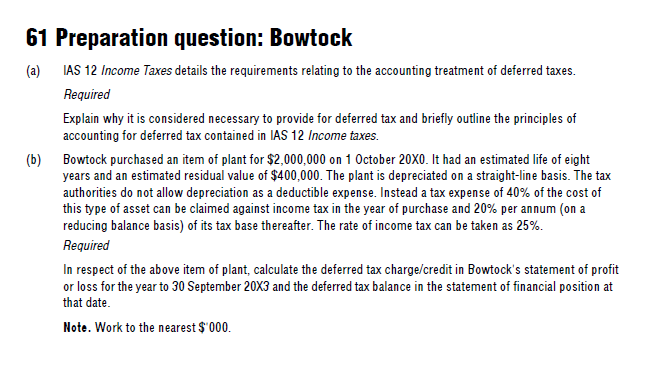 61 Preparation question: Bowtock
(a) IAS 12 Income Taxes details the requirements relating to the accounting treatment of deferred taxes.
Required
Explain why it is considered necessary to provide for deferred tax and briefly outline the principles of
accounting for deferred tax contained in IAS 12 Income taxes.
(b) Bowtock purchased an item of plant for $2,000,000 on 1 October 20X0. It had an estimated life of eight
years and an estimated residual value of $400,000. The plant is depreciated on a straight-line basis. The tax
authorities do not allow depreciation as a deductible expense. Instead a tax expense of 40% of the cost of
this type of asset can be claimed against income tax in the year of purchase and 20% per annum (on a
reducing balance basis) of its tax base thereafter. The rate of income tax can be taken as 25%.
Required
In respect of the above item of plant, calculate the deferred tax charge/credit in Bowtock's statement of profit
or loss for the year to 30 September 20X3 and the deferred tax balance in the statement of financial position at
that date.
Note. Work to the nearest $'000.